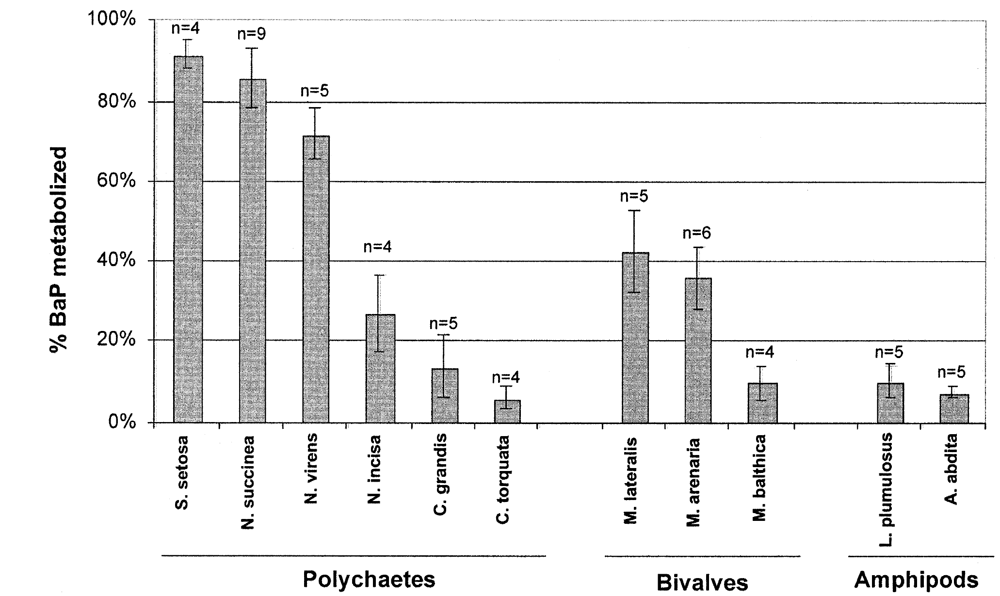 % BaP metabolized
100%
80%
60%
40%
20%
0%
n=4
n=9
n=5
n=4
n=5
n=4
n=5
n=6
n=4
n=5
n=5
S. setosa
N. succinea
N. virens
N. incisa
C. grandis
C. torquata
M. lateralis
M. arenaria
M. balthica
L. plumulosus
A. abdita
Polychaetes
Bivalves
Amphipods